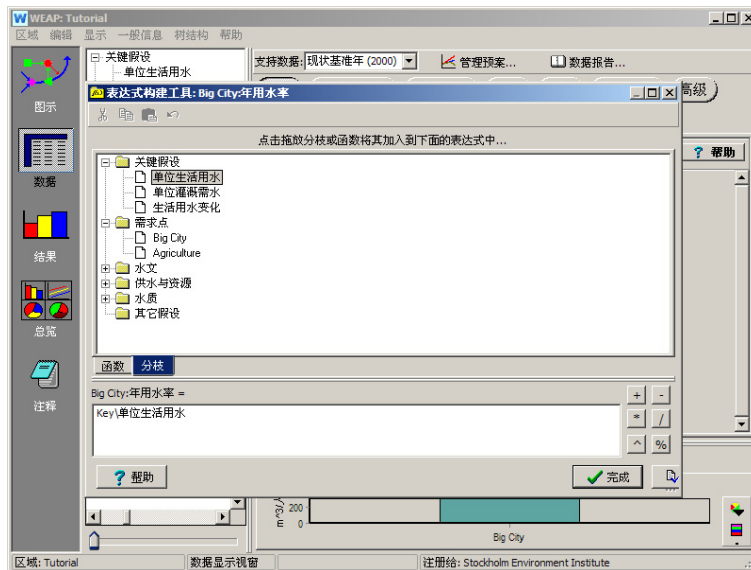 WEAP: Tutorial
区域 编辑 显示 一般信息 树结构 帮助
关键假设
单位生活用水
支持数据: 现状基准年 (2000) 管理预案... 数据报告...
高级
图示
数据
结果
总览
注释
表达式构建工具: Big City:年用水率
点击拖放分枝或函数将其加入到下面的表达式中...
? 帮助
关键假设
单位生活用水
单位灌溉需水
生活用水变化
需求点
Big City
Agriculture
水文
供水与资源
水质
其它假设
函数 分枝
Big City:年用水率 =
Key\单位生活用水
+ -
* /
^ %
? 帮助
完成
m^3/
200
0
Big City
区域: Tutorial 数据显示视窗 注册给: Stockholm Environment Institute